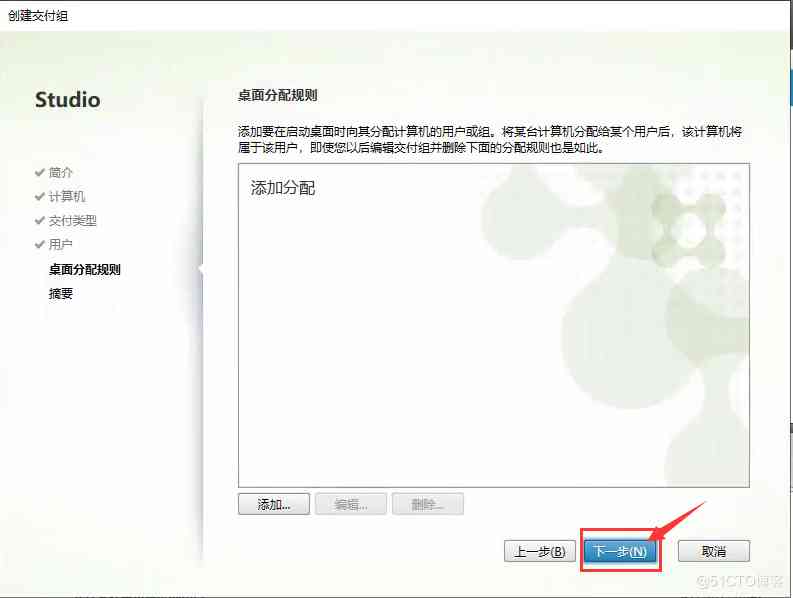 创建交付组
Studio
简介
计算机
交付类型
用户
桌面分配规则
摘要
桌面分配规则
添加要在启动桌面时向其分配计算机的用户或组。将某台计算机分配给某个用户后，该计算机将
属于该用户，即使您以后编辑交付组并删除下面的分配规则也是如此。
添加分配
添加...
编辑...
删除...
上一步(B)
下一步(N)
取消
@51CTO博客